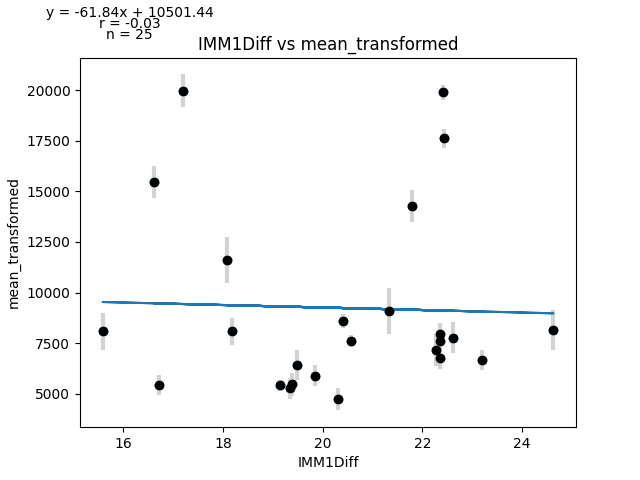 y = -61.84x + 10501.44
r = -0.03
n = 25
IMM1Diff vs mean_transformed
20000
17500
15000
12500
10000
7500
5000
mean_transformed
16 18 20 22 24
IMM1Diff